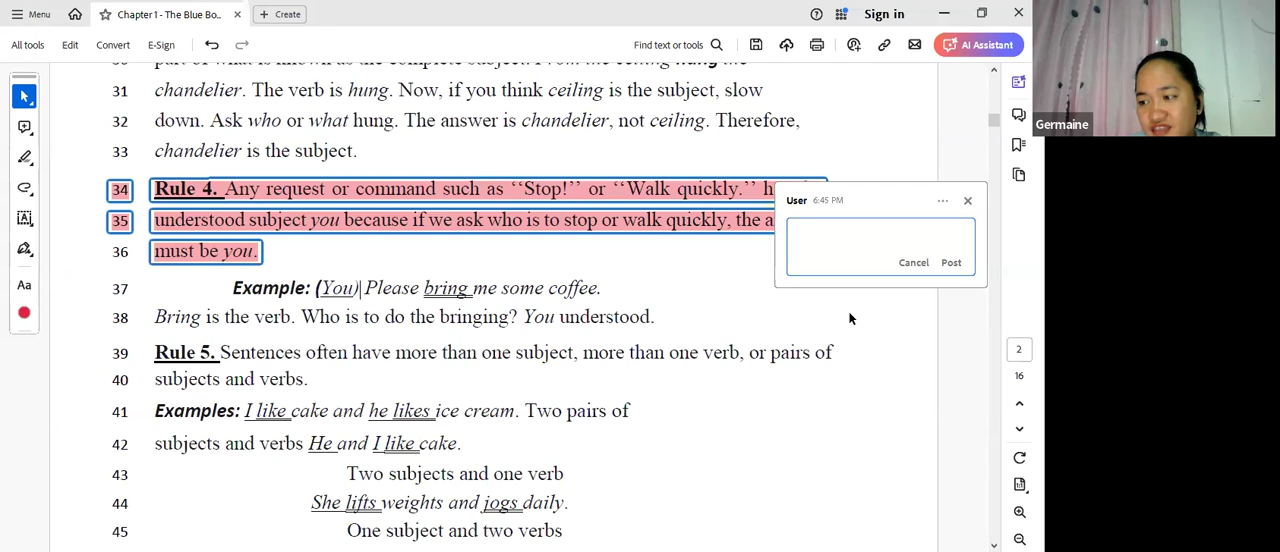 Menu
Chapter 1 - The Blue Bo...
Create
Sign in
All tools
Edit
Convert
E-Sign
Find text or tools
AI Assistant
31 chandelier. The verb is hung. Now, if you think ceiling is the subject, slow
32 down. Ask who or what hung. The answer is chandelier, not ceiling. Therefore,
33 chandelier is the subject.
34 Rule 4. Any request or command such as ‘‘Stop!’’ or ‘‘Walk quickly.’’
35 understood subject you because if we ask who is to stop or walk quickly, the
36 must be you.
37 Example: (You)|Please bring me some coffee.
38 Bring is the verb. Who is to do the bringing? You understood.
39 Rule 5. Sentences often have more than one subject, more than one verb, or pairs of
40 subjects and verbs.
41 Examples: I like cake and he likes ice cream. Two pairs of
42 subjects and verbs He and I like cake.
43 Two subjects and one verb
44 She lifts weights and jogs daily.
45 One subject and two verbs
User 6:45 PM
Cancel Post
Aa
2
16
Germaine